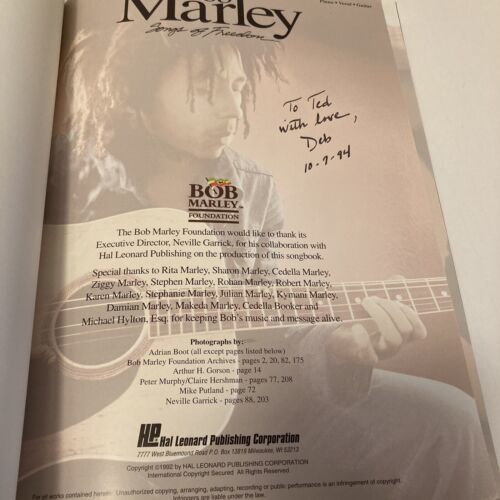 Piano • Vocal • Guitar
Marley
Songs of Freedom
To Ted
with love,
Deb
10-9-94
BOB
MARLEY
FOUNDATION
The Bob Marley Foundation would like to thank its
Executive Director, Neville Garrick, for his collaboration with
Hal Leonard Publishing on the production of this songbook.
Special thanks to Rita Marley, Sharon Marley, Cedella Marley,
Ziggy Marley, Stephen Marley, Rohan Marley, Robert Marley,
Karen Marley, Stephanie Marley, Julian Marley, Kymani Marley,
Damian Marley, Makeda Marley, Cedella Booker and
Michael Hylton, Esq. for keeping Bob's music and message alive.
Photographs by:
Adrian Boot (all except pages listed below)
Bob Marley Foundation Archives - pages 2, 20, 82, 175
Arthur H. Gorson - page 14
Peter Murphy/Claire Hershman - pages 77, 208
Mike Putland - page 72
Neville Garrick - pages 88, 203
HL Hal Leonard Publishing Corporation
7777 West Bluemound Road P.O. Box 13819 Milwaukee, WI 53213
Copyright ©1992 by HAL LEONARD PUBLISHING CORPORATION
International Copyright Secured All Rights Reserved
For all works contained herein: Unauthorized copying, arranging, adapting, recording or public performance is an infringement of copyright.
Infringers are liable under the law.